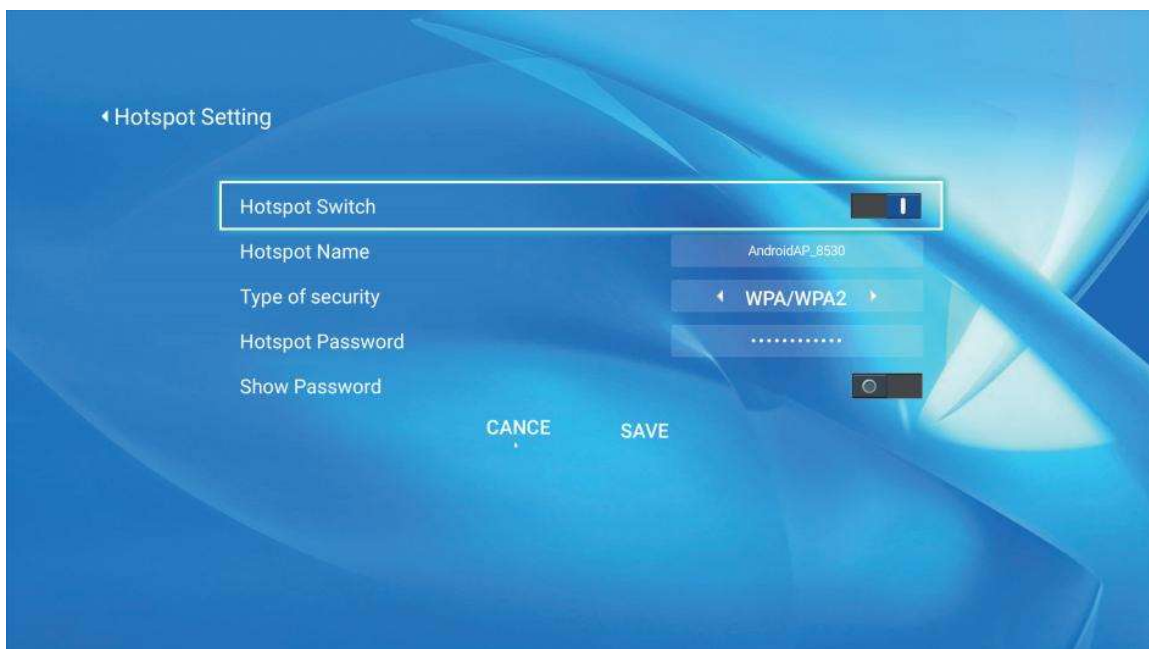 Hotspot Setting
Hotspot Switch
Hotspot Name AndroidAP_8530
Type of security WPA/WPA2
Hotspot Password ••••••••••••
Show Password
CANCE SAVE